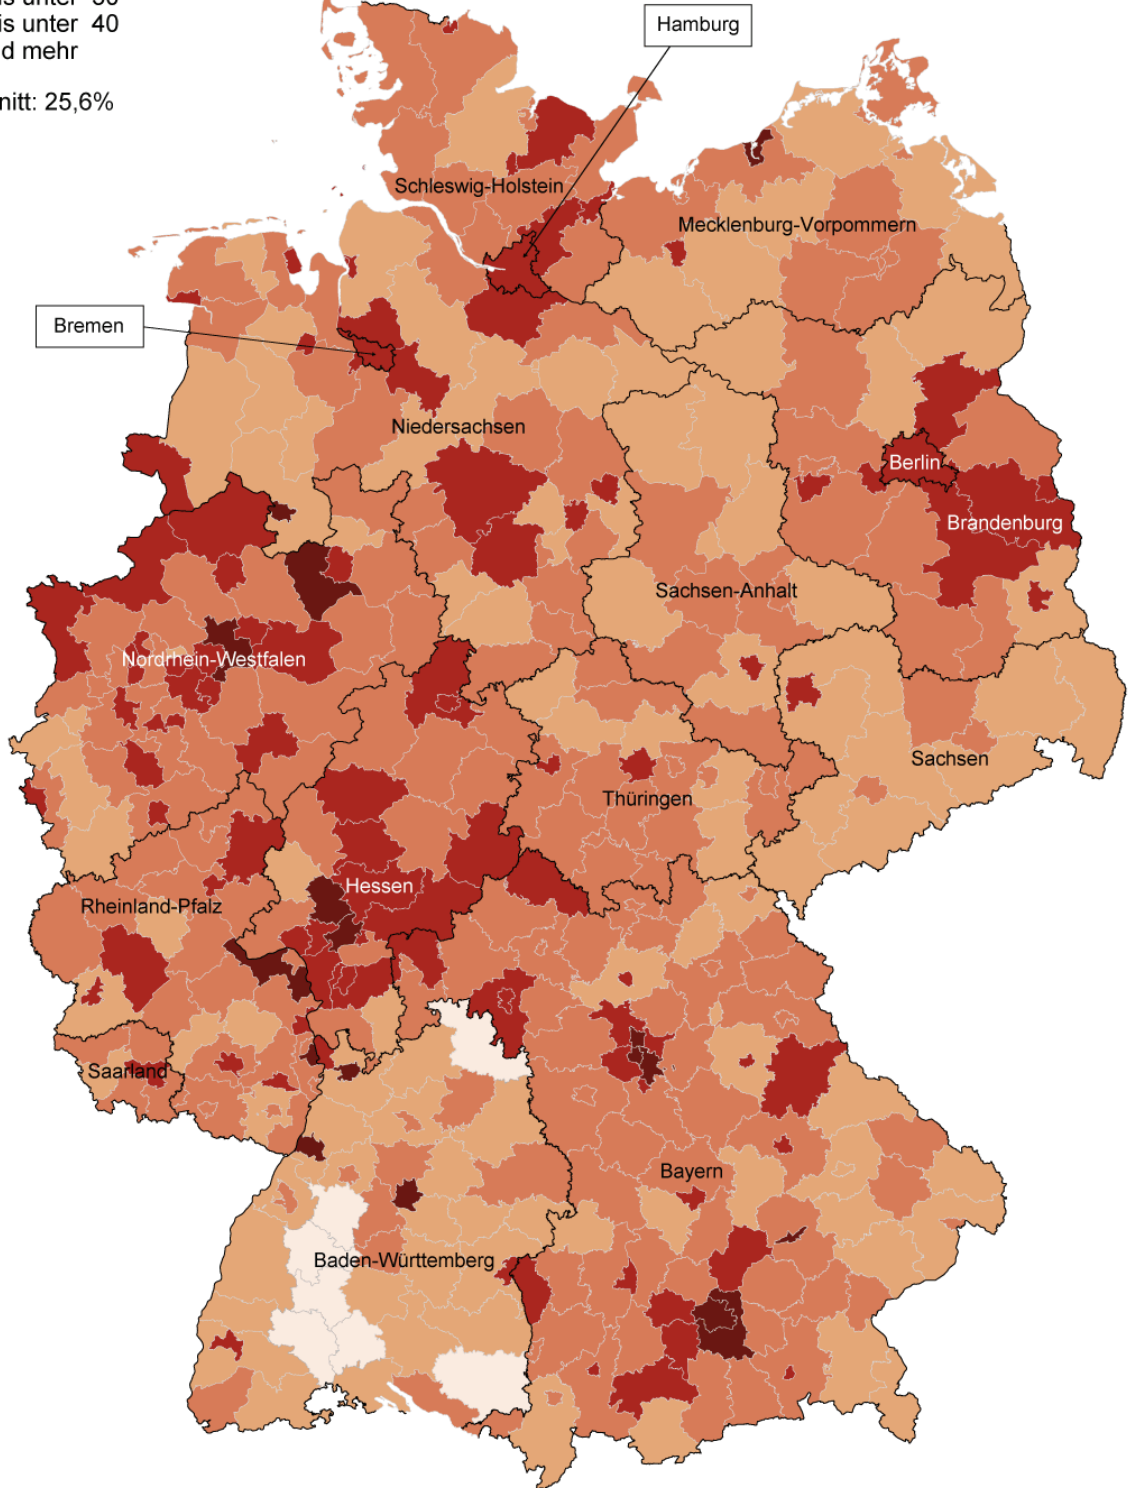 is unter 40
d mehr
nitt: 25,6%
Hamburg
Schleswig-Holstein
Mecklenburg-Vorpommern
Bremen
Niedersachsen
Berlin
Brandenburg
Sachsen-Anhalt
Nordrhein-Westfalen
Sachsen
Thüringen
Hessen
Rheinland-Pfalz
Saarland
Bayern
Baden-Württemberg